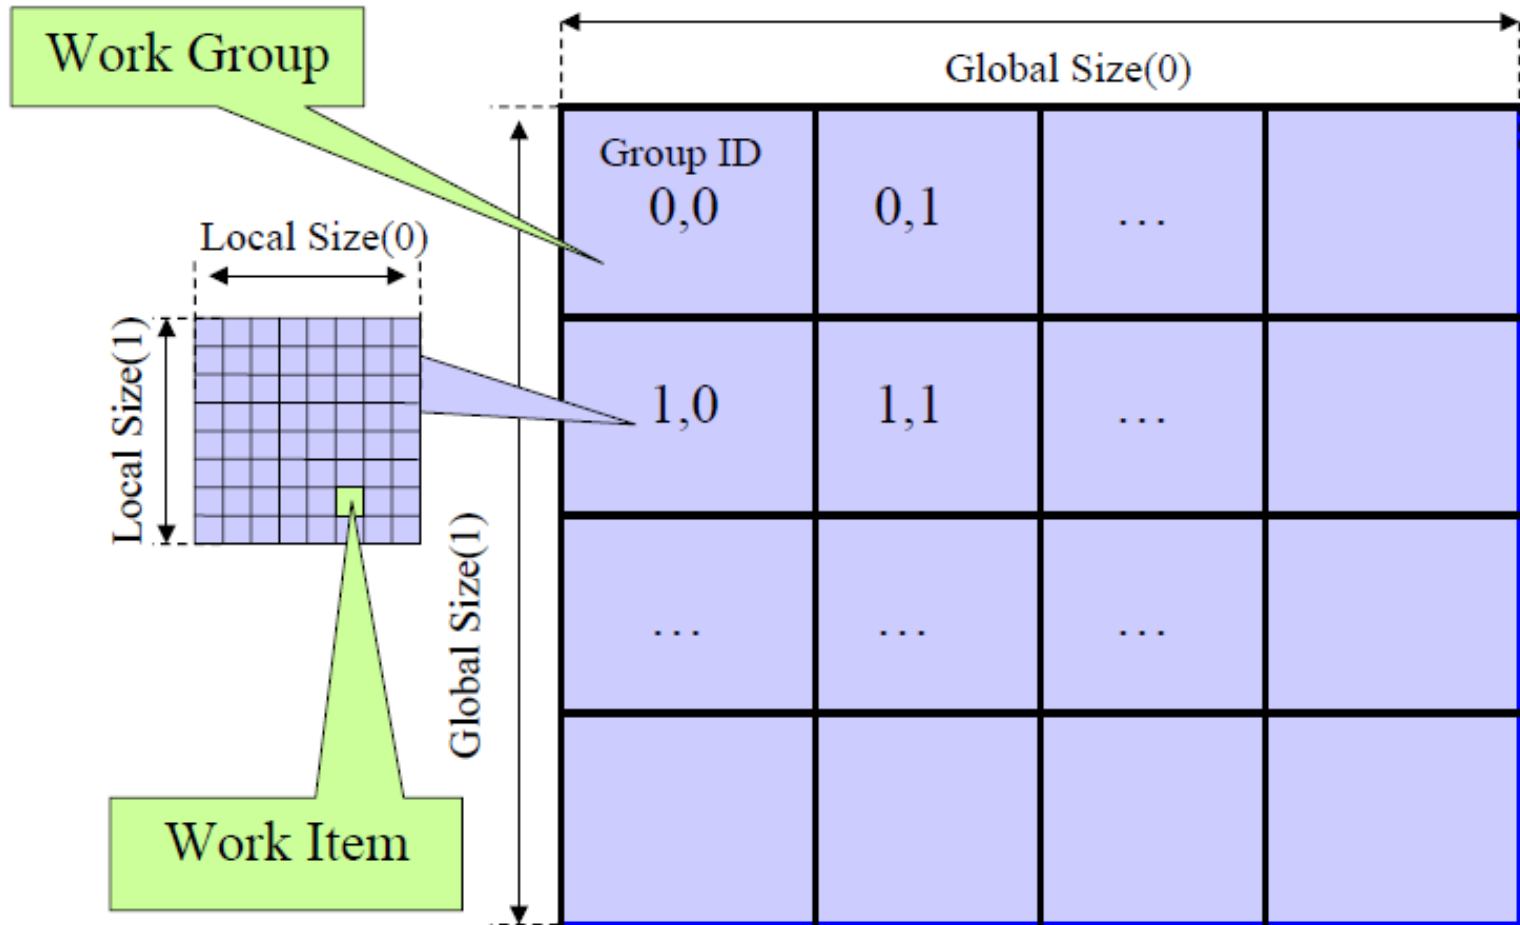 Work Group
Global Size(0)
Group ID
0,0
0,1
…
Local Size(0)
Local Size(1)
1,0
1,1
…
Global Size(1)
…
…
…
Work Item